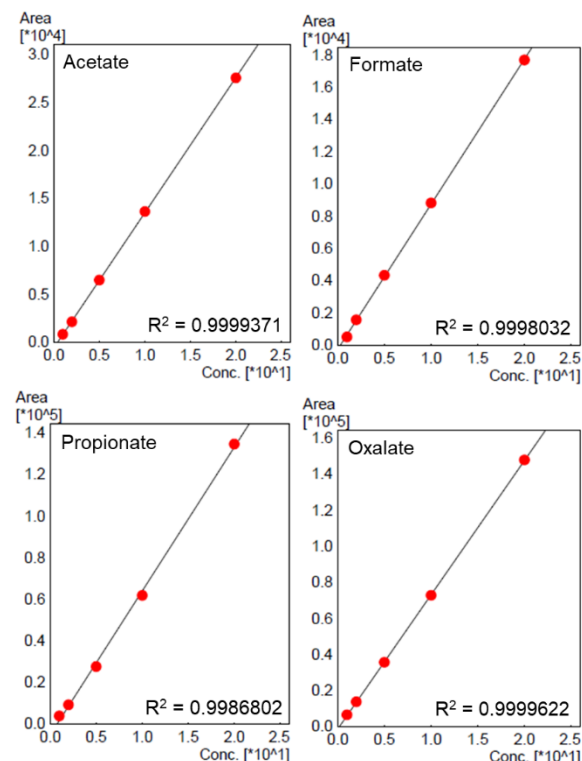 Area
[*10^4]
Acetate
3.0
2.5
2.0
1.5
1.0
0.5
0.0
R² = 0.9999371
0.0 0.5 1.0 1.5 2.0 2.5
Conc. [*10^1]
Area
[*10^4]
Formate
1.8
1.6
1.4
1.2
1.0
0.8
0.6
0.4
0.2
0.0
R² = 0.9998032
0.0 0.5 1.0 1.5 2.0 2.5
Conc. [*10^1]
Area
[*10^5]
Propionate
1.4
1.2
1.0
0.8
0.6
0.4
0.2
0.0
R² = 0.9986802
0.0 0.5 1.0 1.5 2.0 2.5
Conc. [*10^1]
Area
[*10^5]
Oxalate
1.6
1.4
1.2
1.0
0.8
0.6
0.4
0.2
0.0
R² = 0.9999622
0.0 0.5 1.0 1.5 2.0 2.5
Conc. [*10^1]